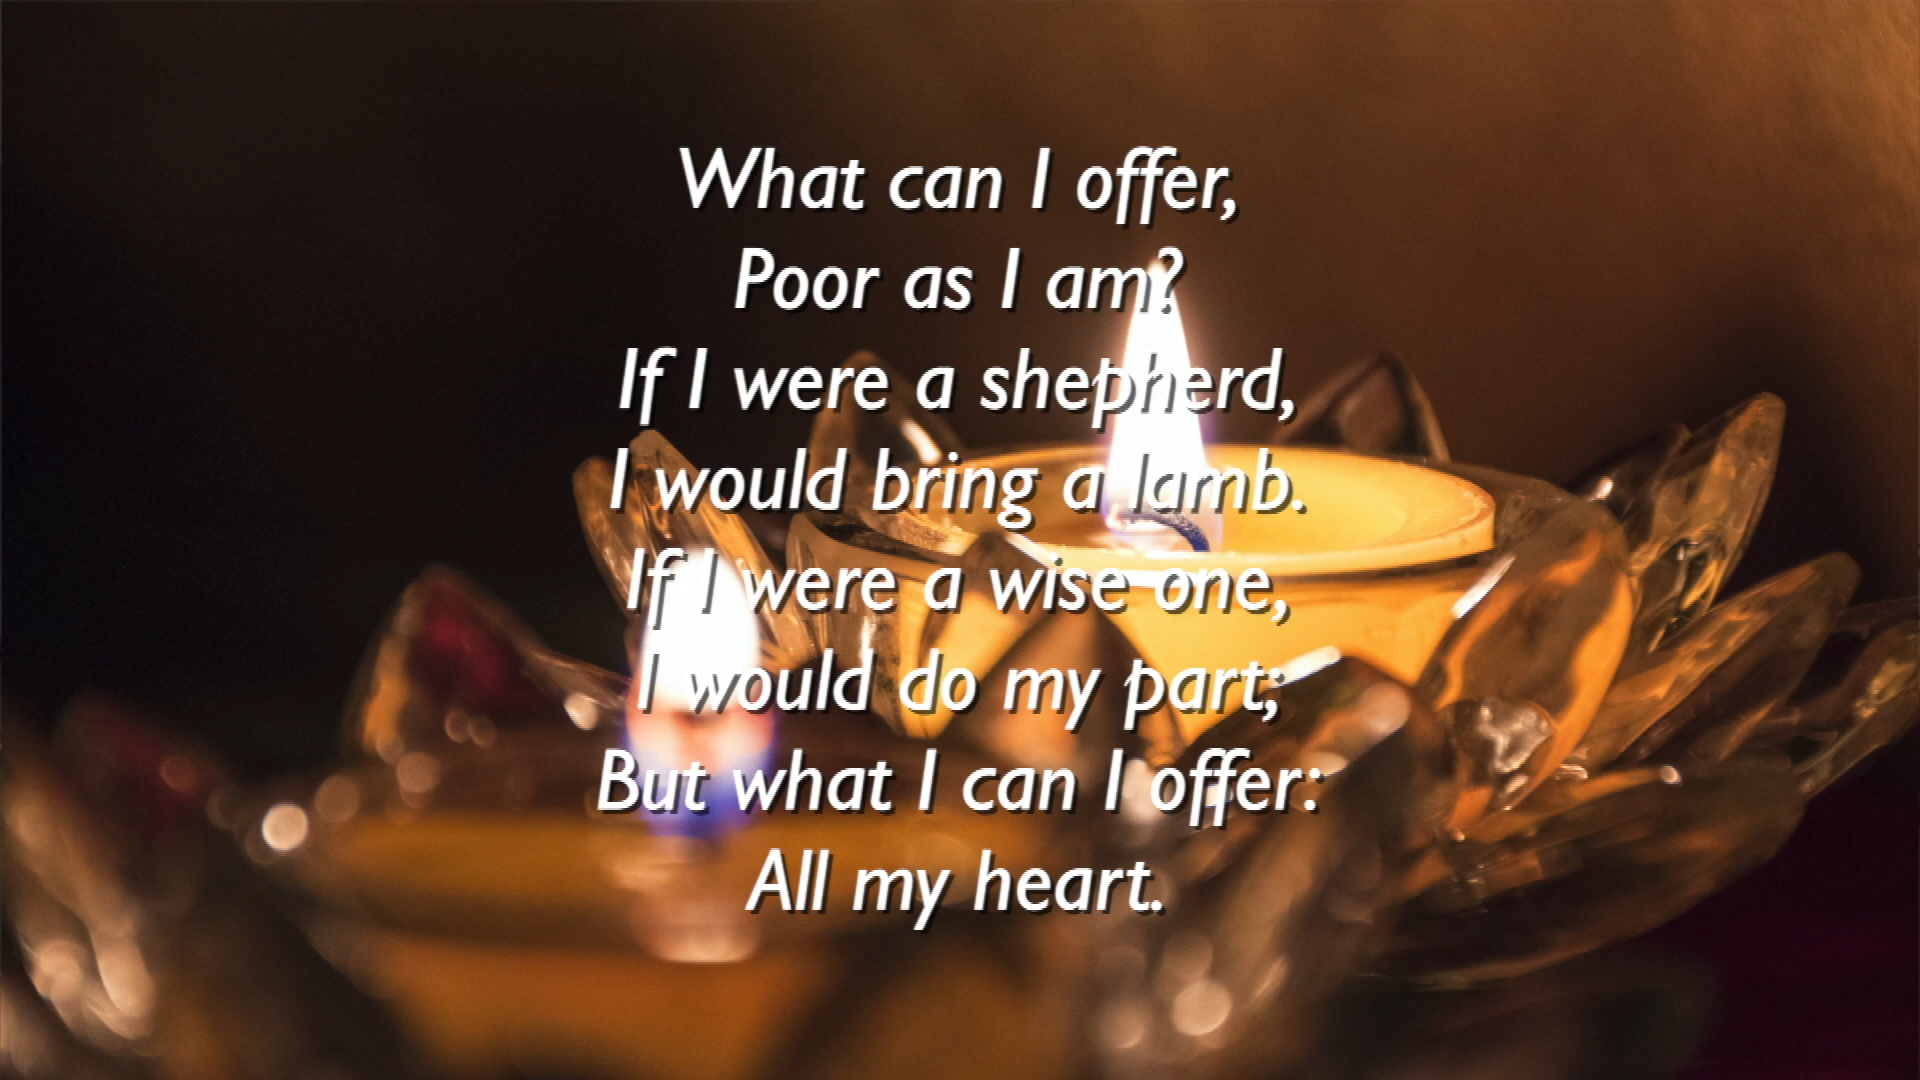 What can I offer,
Poor as I am?
If I were a shepherd,
I would bring a lamb.
If I were a wise one,
I would do my part;
But what I can I offer:
All my heart.